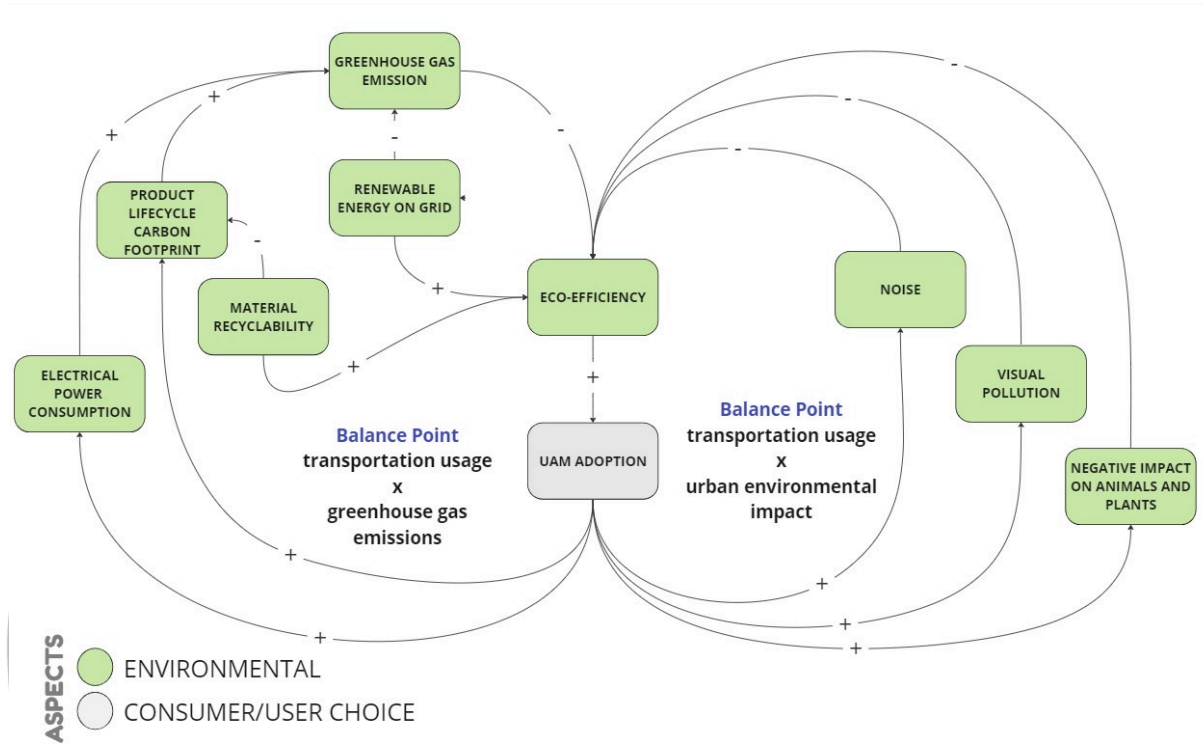 GREENHOUSE GAS
EMISSION
-
-
-
-
-
+
+
PRODUCT
LIFECYCLE
CARBON
FOOTPRINT
RENEWABLE
ENERGY ON GRID
-
MATERIAL
RECYCLABILITY
+
ECO-EFFICIENCY
NOISE
+
+
ELECTRICAL
POWER
CONSUMPTION
VISUAL
POLLUTION
Balance Point
transportation usage
x
greenhouse gas
emissions
UAM ADOPTION
Balance Point
transportation usage
x
urban environmental
impact
NEGATIVE IMPACT
ON ANIMALS AND
PLANTS
+
+
+
+
+
ASPECTS
ENVIRONMENTAL
CONSUMER/USER CHOICE